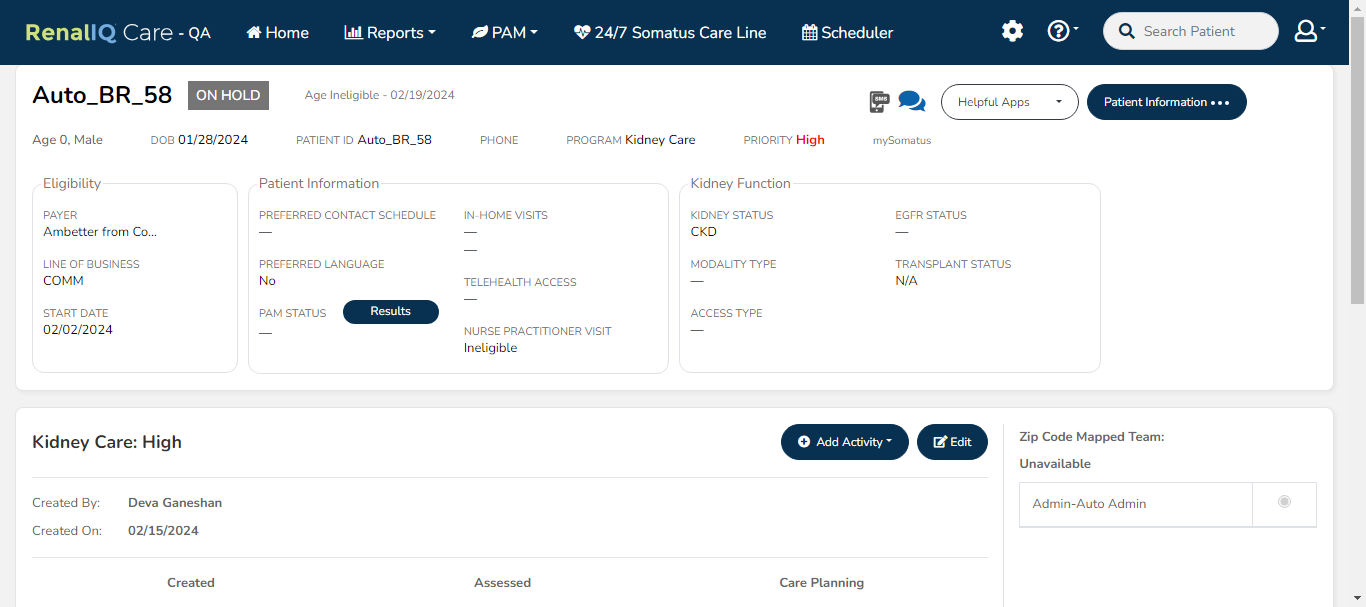 RenalIQ Care - QA Home Reports PAM 24/7 Somatus Care Line Scheduler Search Patient
Auto_BR_58 ON HOLD Age Ineligible - 02/19/2024 SMS Helpful Apps Patient Information
Age 0, Male DOB 01/28/2024 PATIENT ID Auto_BR_58 PHONE PROGRAM Kidney Care PRIORITY High mySomatus
Eligibility
PAYER
Ambetter from Co...
LINE OF BUSINESS
COMM
START DATE
02/02/2024
Patient Information
PREFERRED CONTACT SCHEDULE
—
PREFERRED LANGUAGE
No
PAM STATUS Results
—
IN-HOME VISITS
—
—
TELEHEALTH ACCESS
—
NURSE PRACTITIONER VISIT
Ineligible
Kidney Function
KIDNEY STATUS
CKD
MODALITY TYPE
—
ACCESS TYPE
—
EGFR STATUS
—
TRANSPLANT STATUS
N/A
Kidney Care: High Add Activity Edit
Created By: Deva Ganeshan
Created On: 02/15/2024
Created Assessed Care Planning
Zip Code Mapped Team:
Unavailable
Admin-Auto Admin